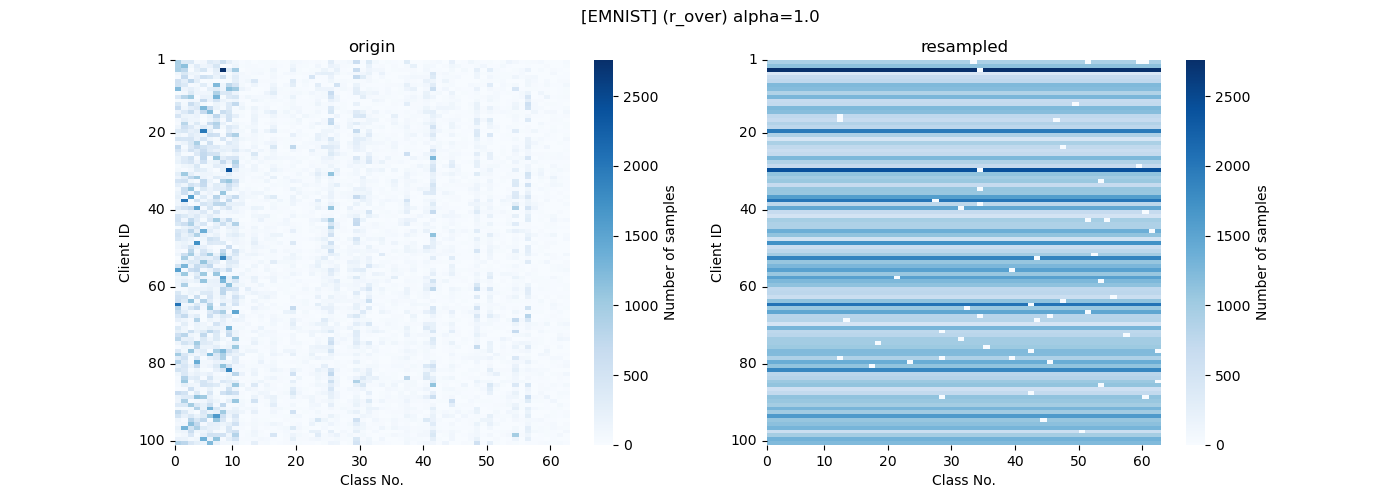 [EMNIST] (r_over) alpha=1.0
origin
1
20
40
60
80
100
Client ID
0 10 20 30 40 50 60
Class No.
2500
2000
1500
1000
500
0
Number of samples
resampled
1
20
40
60
80
100
Client ID
0 10 20 30 40 50 60
Class No.
2500
2000
1500
1000
500
0
Number of samples